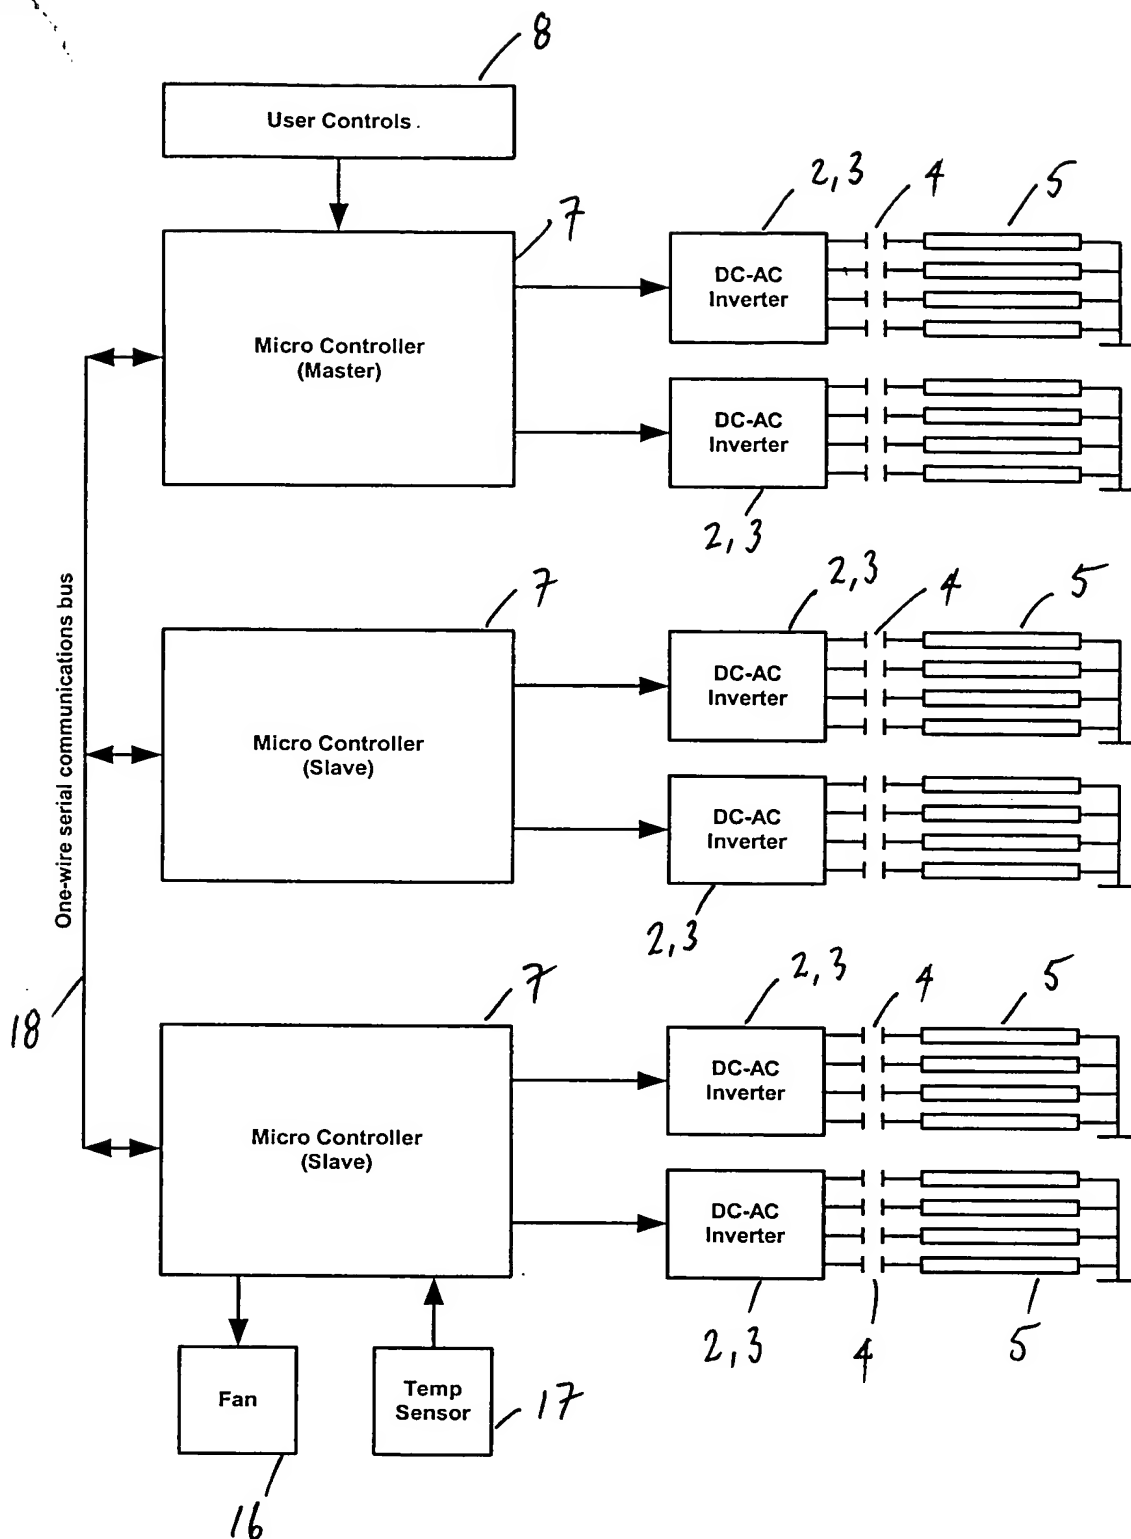 8
User Controls
7
2,3
4
5
Micro Controller
(Master)
DC-AC
Inverter
DC-AC
Inverter
2,3
One-wire serial communications bus
18
7
2,3
4
5
Micro Controller
(Slave)
DC-AC
Inverter
DC-AC
Inverter
2,3
7
2,3
4
5
Micro Controller
(Slave)
DC-AC
Inverter
DC-AC
Inverter
2,3
4
5
Fan
16
Temp
Sensor
17